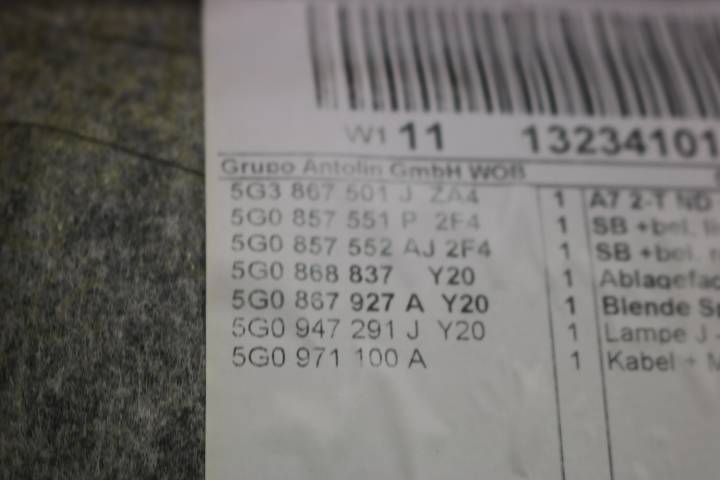 W1 11 13234101
Grupo Antolin GmbH WOB
5G3 867 501 J ZA4 1 A7 2-T ND
5G0 857 551 P 2F4 1 SB +bel. li
5G0 857 552 AJ 2F4 1 SB +bel. r
5G0 868 837 Y20 1 Ablagefac
5G0 867 927 A Y20 1 Blende Sp
5G0 947 291 J Y20 1 Lampe J -
5G0 971 100 A 1 Kabel + M